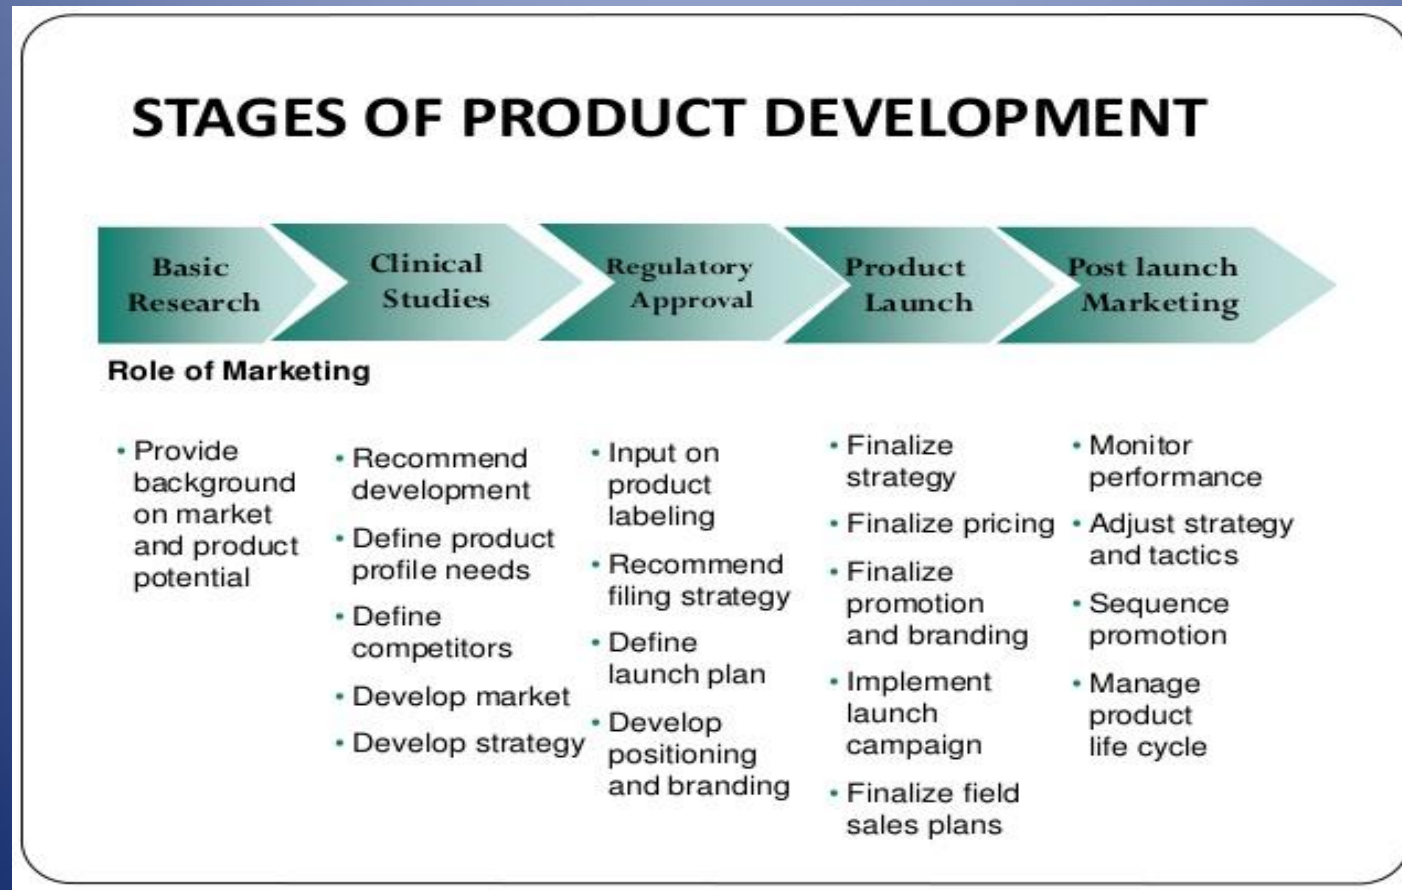 STAGES OF PRODUCT DEVELOPMENT
Basic
Research
Clinical
Studies
Regulatory
Approval
Product
Launch
Post launch
Marketing
Role of Marketing
• Provide
background
on market
and product
potential
• Recommend
development
• Define product
profile needs
• Define
competitors
• Develop market
• Develop strategy
• Input on
product
labeling
• Recommend
filing strategy
• Define
launch plan
• Develop
positioning
and branding
• Finalize
strategy
• Finalize pricing
• Finalize
promotion
and branding
• Implement
launch
campaign
• Finalize field
sales plans
• Monitor
performance
• Adjust strategy
and tactics
• Sequence
promotion
• Manage
product
life cycle